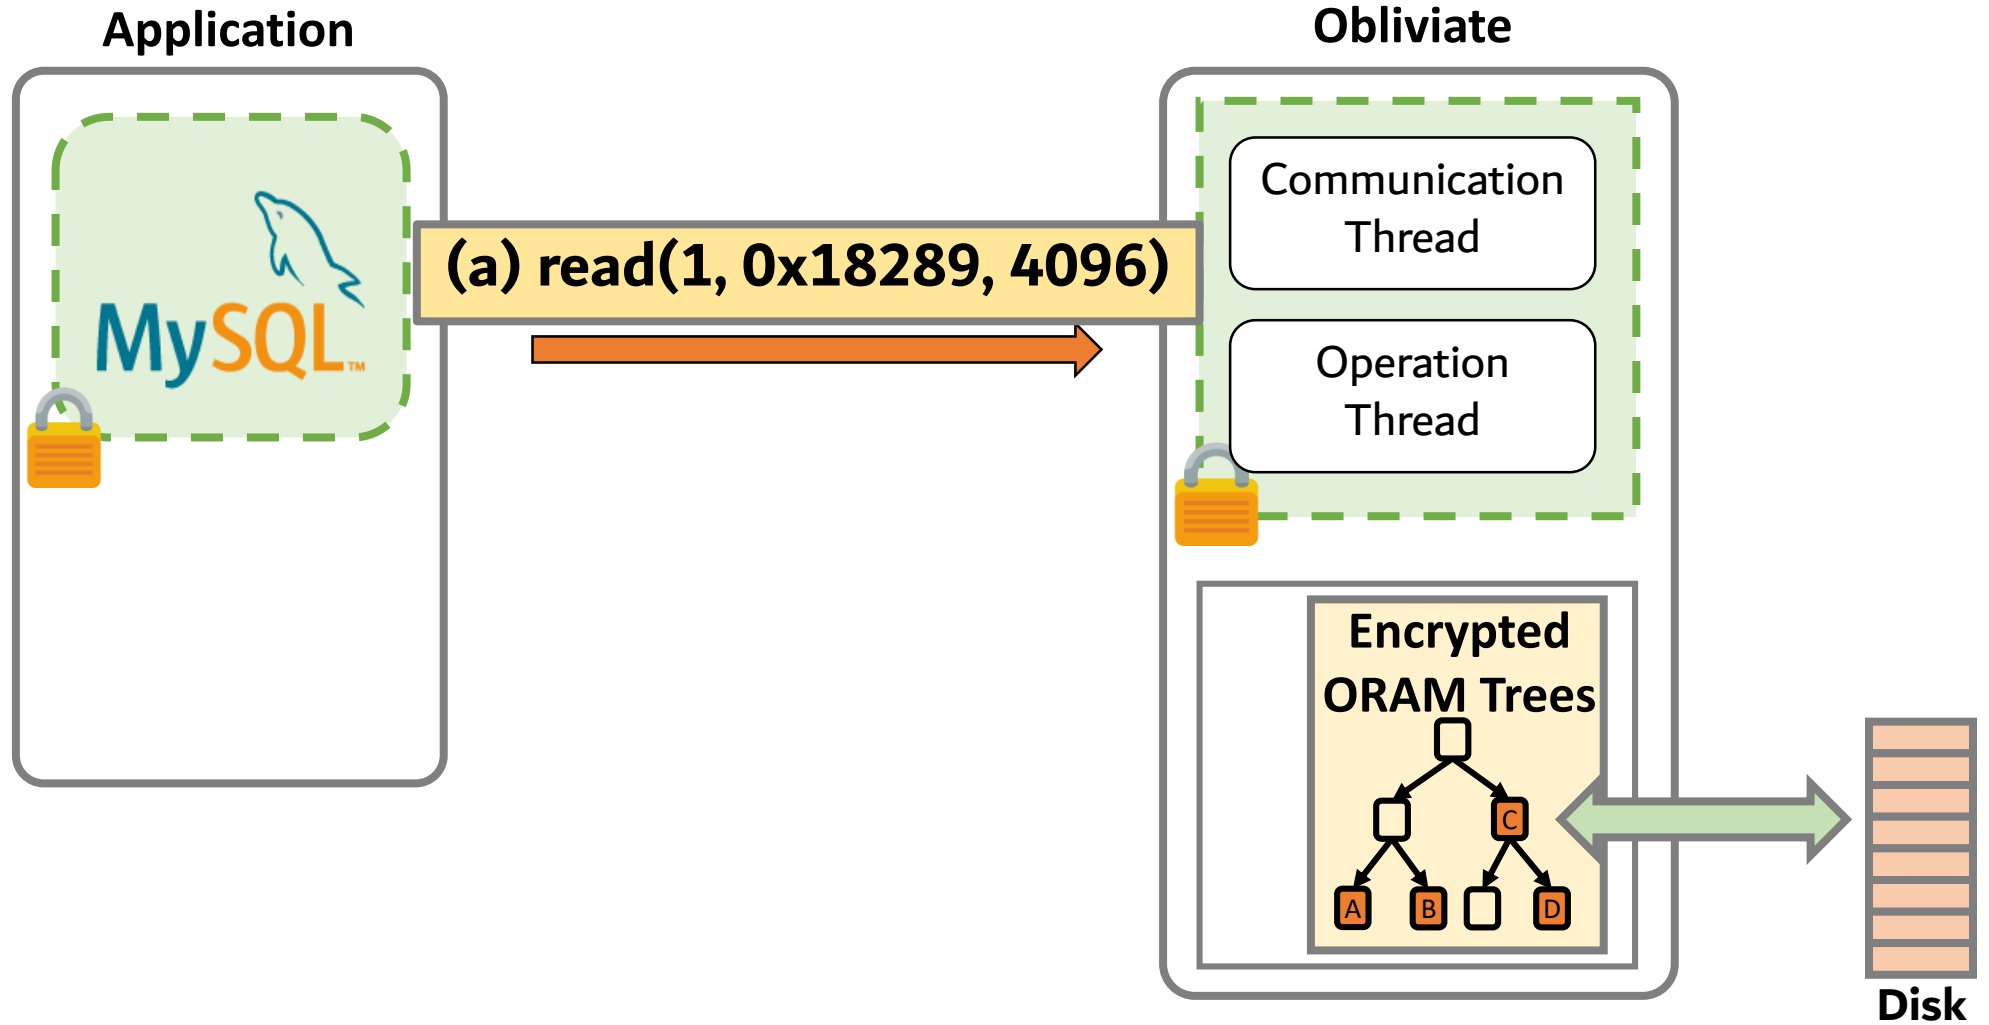 Application
Obliviate
MySQL™
(a) read(1, 0x18289, 4096)
Communication
Thread
Operation
Thread
Encrypted
ORAM Trees
C
A
B
D
Disk